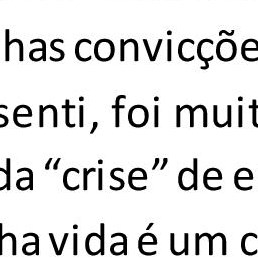 has convicçõe
senti, foi muit
da “crise” de e
ha vida é um c